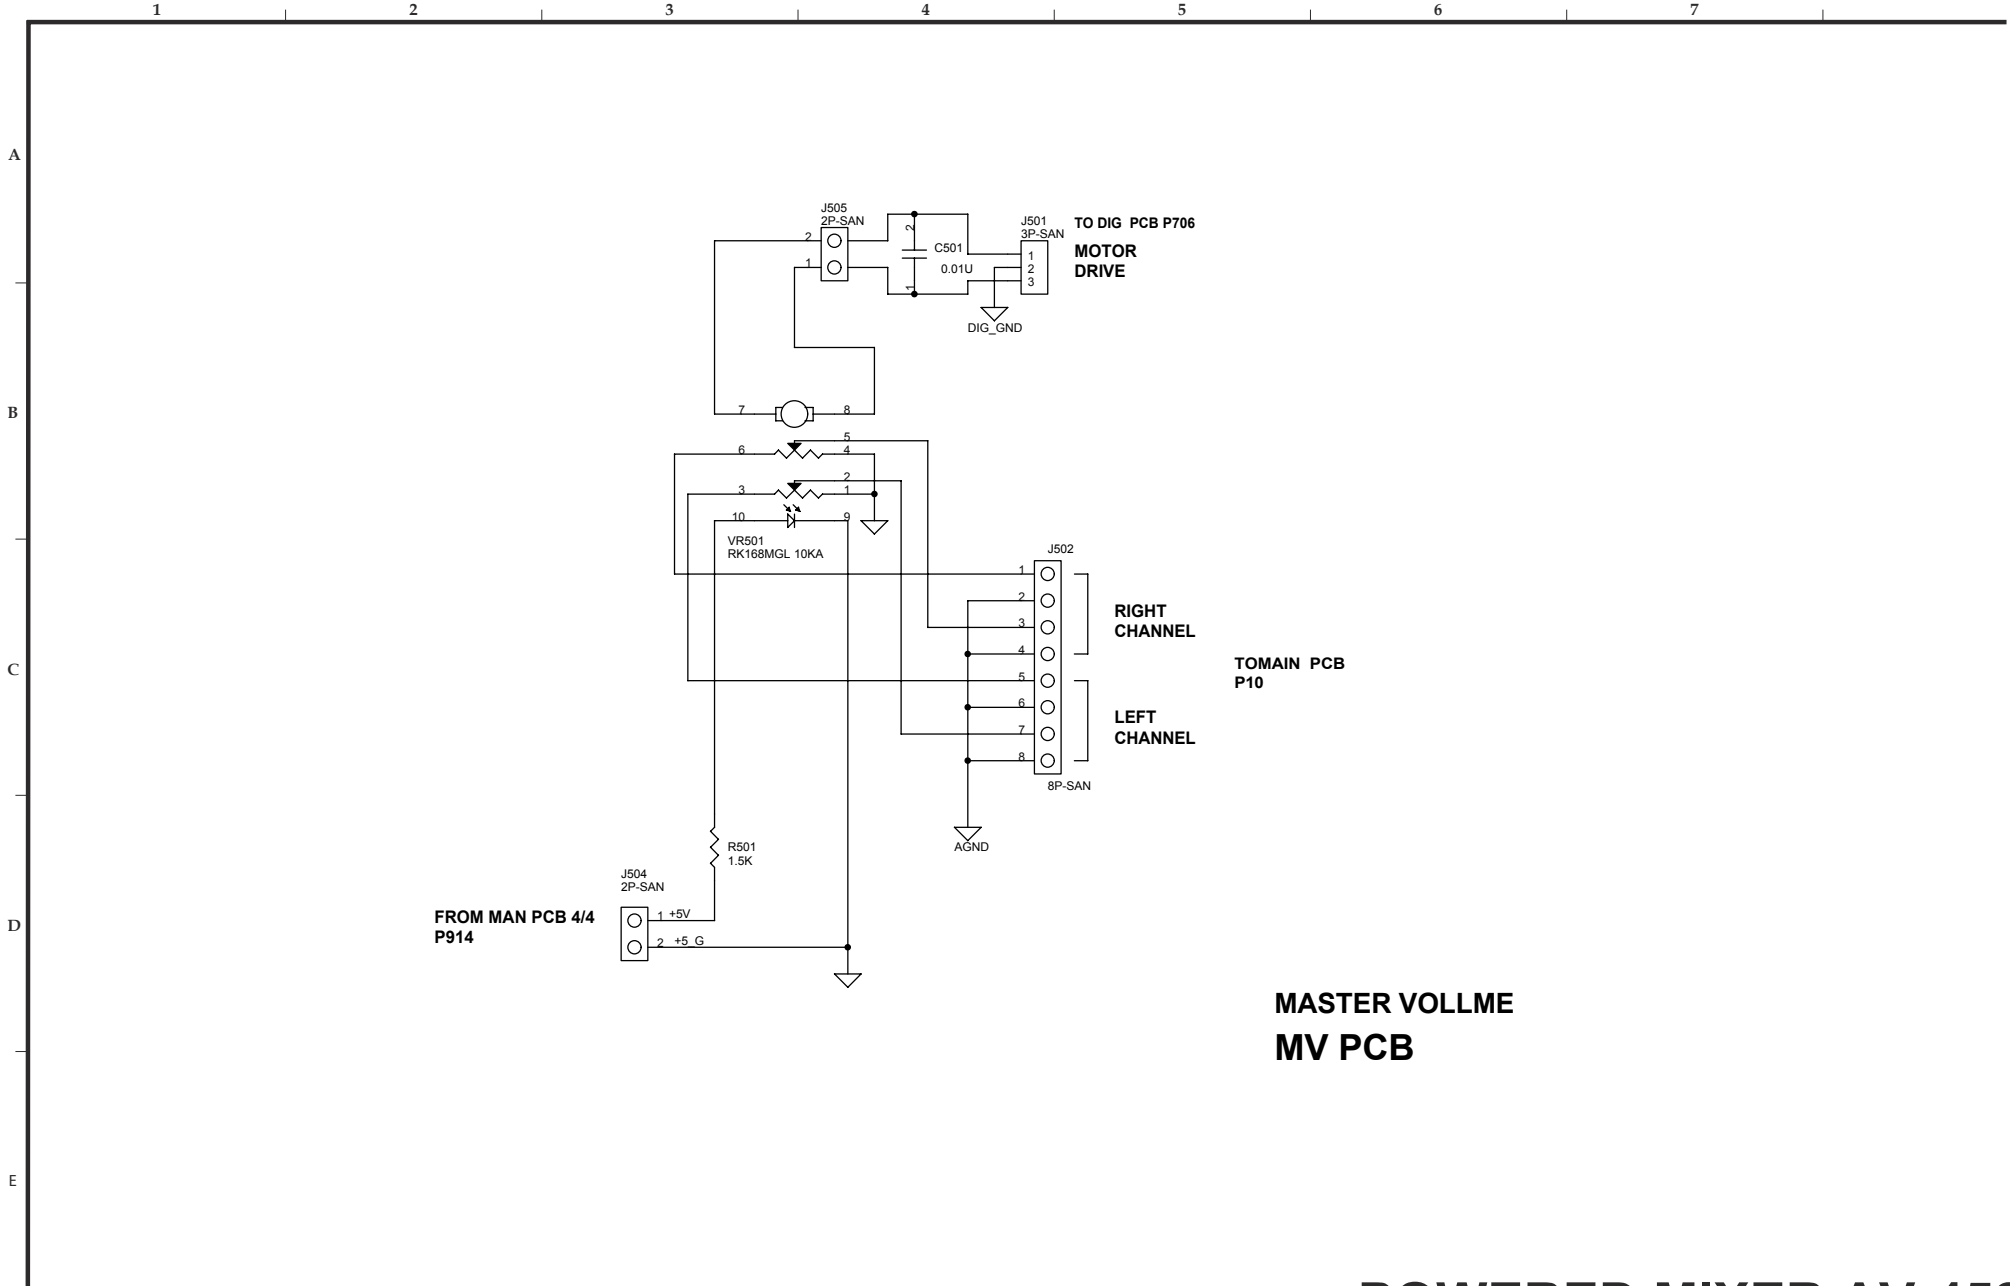 1 2 3 4 5 6 7
A
J505
2P-SAN
2
1
2
C501
0.01U
1
J501
3P-SAN
1
2
3
TO DIG PCB P706
MOTOR
DRIVE
DIG_GND
B
7 8
5
6 4
2
3 1
10 9
VR501
RK168MGL 10KA
J502
1
2
3
4
5
6
7
8
8P-SAN
RIGHT
CHANNEL
LEFT
CHANNEL
C
TOMAIN PCB
P10
AGND
R501
1.5K
J504
2P-SAN
D
FROM MAN PCB 4/4
P914
1 +5V
2 +5_G
MASTER VOLLME
MV PCB
E
POWERED MIXER AV